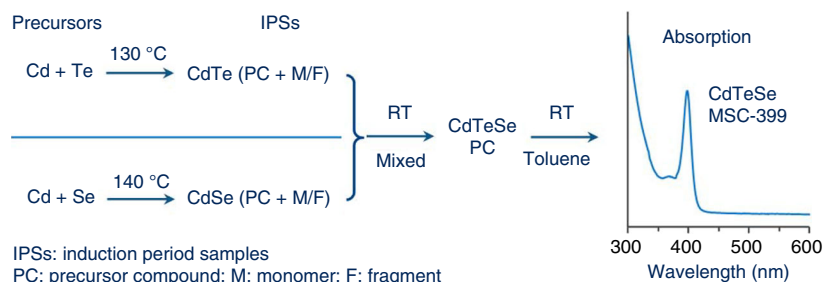 Precursors
IPSs
Cd + Te
130 °C
CdTe (PC + M/F)
Cd + Se
140 °C
CdSe (PC + M/F)
RT
Mixed
CdTeSe
PC
RT
Toluene
Absorption
CdTeSe
MSC-399
300
400
500
600
Wavelength (nm)
IPSs: induction period samples
PC: precursor compound; M: monomer; F: fragment